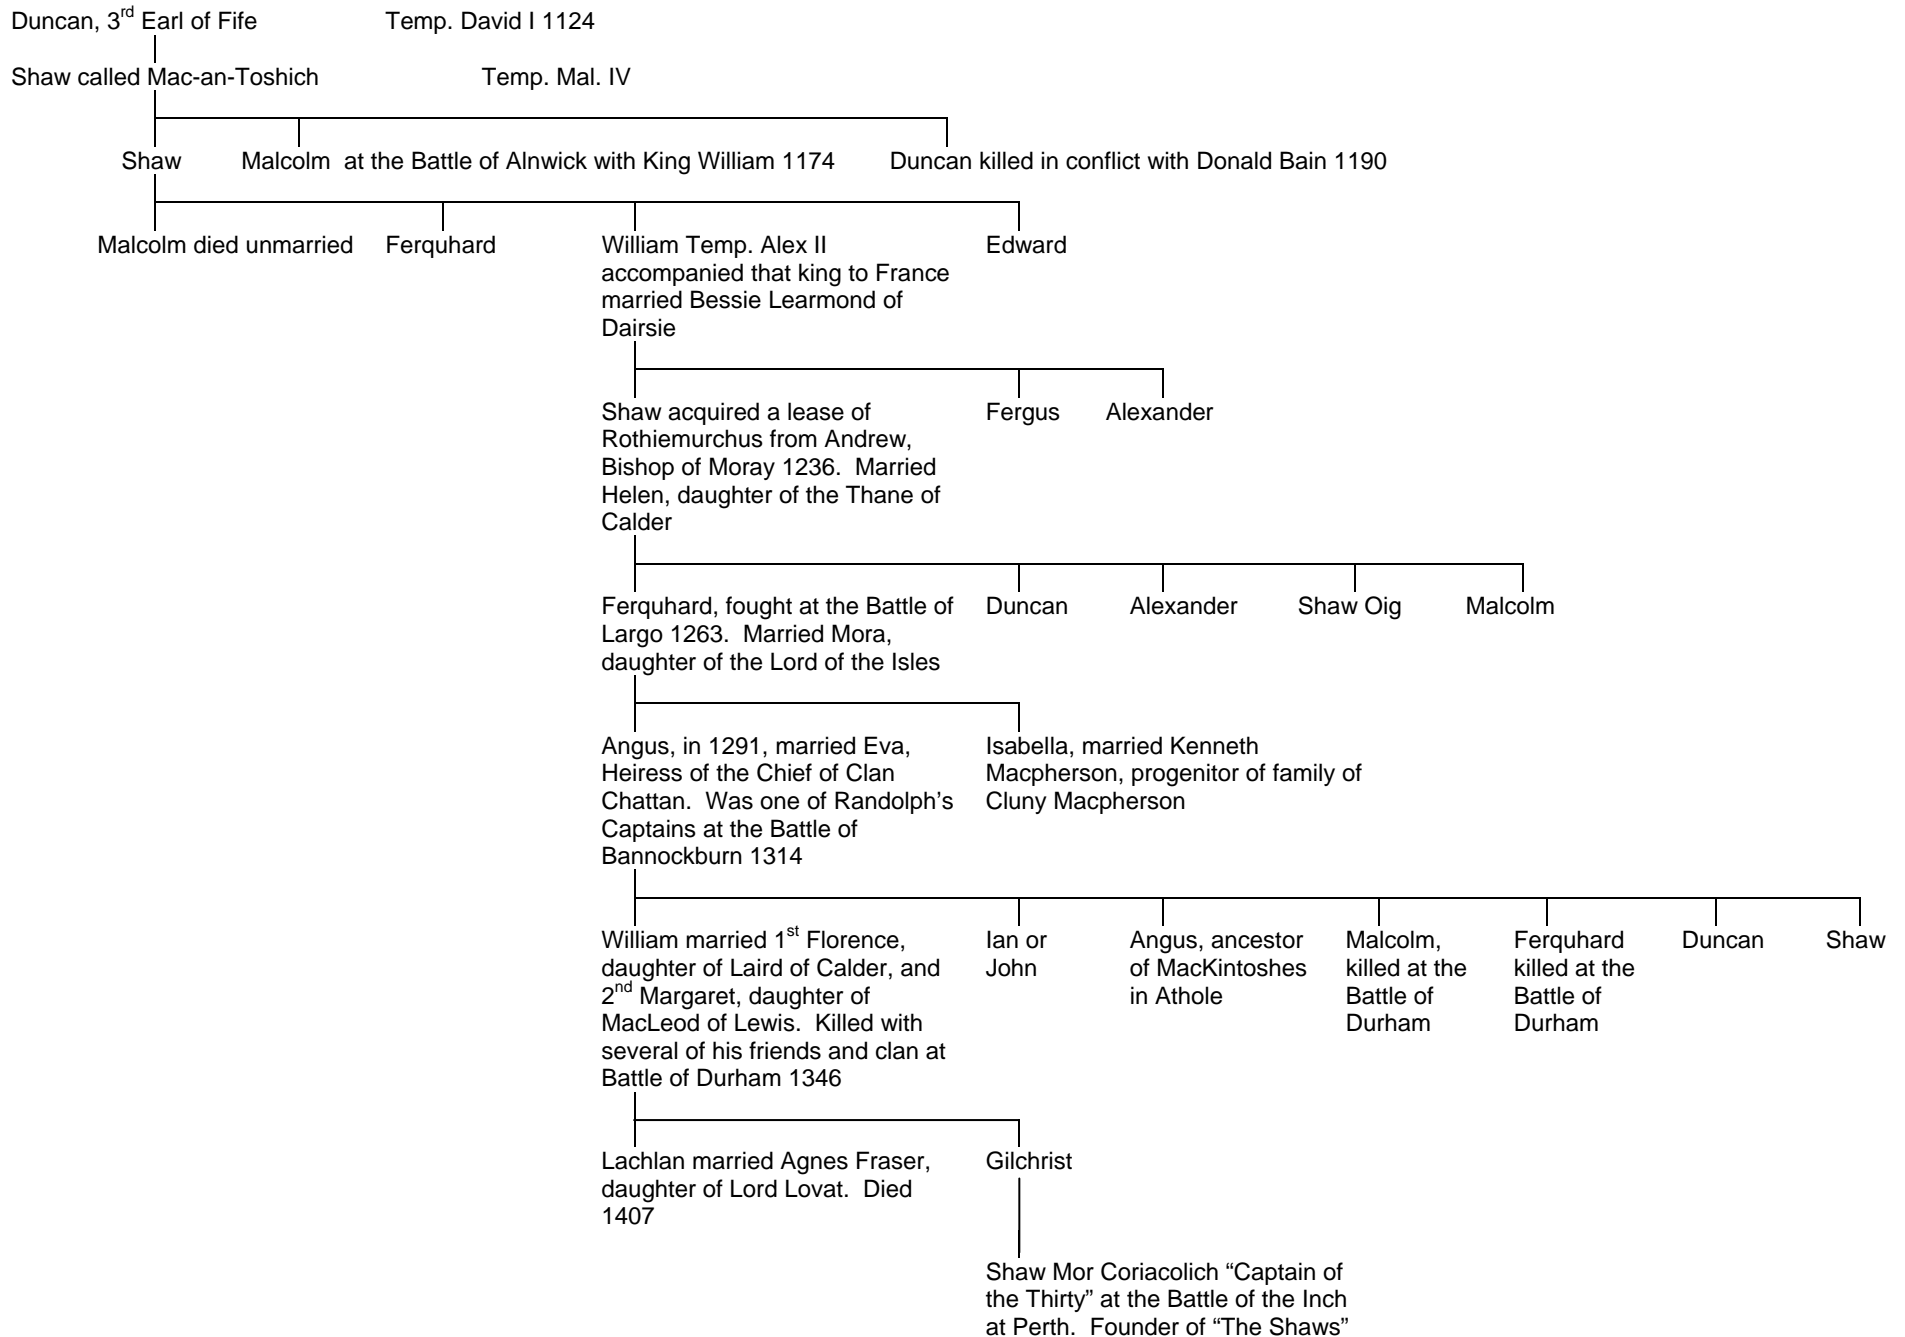 Duncan, 3rd Earl of Fife Temp. David I 1124
Shaw called Mac-an-Toshich Temp. Mal. IV
Shaw Malcolm at the Battle of Alnwick with King William 1174 Duncan killed in conflict with Donald Bain 1190
Malcolm died unmarried Ferquhard
William Temp. Alex II
accompanied that king to France
married Bessie Learmond of
Dairsie
Edward
Shaw acquired a lease of
Rothiemurchus from Andrew,
Bishop of Moray 1236. Married
Helen, daughter of the Thane of
Calder
Fergus Alexander
Ferquhard, fought at the Battle of
Largo 1263. Married Mora,
daughter of the Lord of the Isles
Duncan Alexander Shaw Oig Malcolm
Angus, in 1291, married Eva,
Heiress of the Chief of Clan
Chattan. Was one of Randolph’s
Captains at the Battle of
Bannockburn 1314
Isabella, married Kenneth
Macpherson, progenitor of family of
Cluny Macpherson
William married 1st Florence,
daughter of Laird of Calder, and
2nd Margaret, daughter of
MacLeod of Lewis. Killed with
several of his friends and clan at
Battle of Durham 1346
Ian or
John
Angus, ancestor
of MacKintoshes
in Athole
Malcolm,
killed at the
Battle of
Durham
Ferquhard
killed at the
Battle of
Durham
Duncan
Shaw
Lachlan married Agnes Fraser,
daughter of Lord Lovat. Died
1407
Gilchrist
Shaw Mor Coriacolich “Captain of
the Thirty” at the Battle of the Inch
at Perth. Founder of “The Shaws”